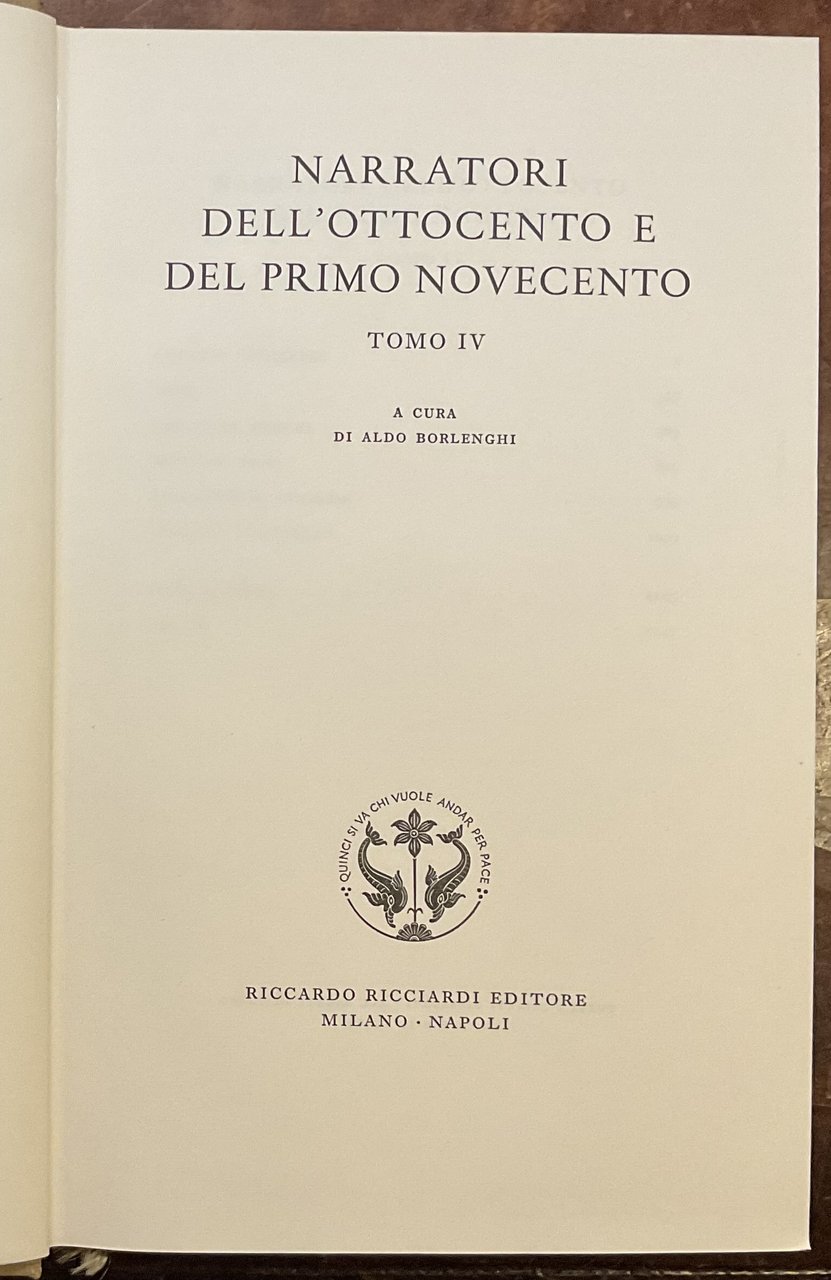 NARRATORI
DELL'OTTOCENTO E
DEL PRIMO NOVECENTO
TOMO IV
A CURA
DI ALDO BORLENGHI
QUINCI SI VA CHI VUOLE ANDAR PER PACE
RICCARDO RICCIARDI EDITORE
MILANO · NAPOLI